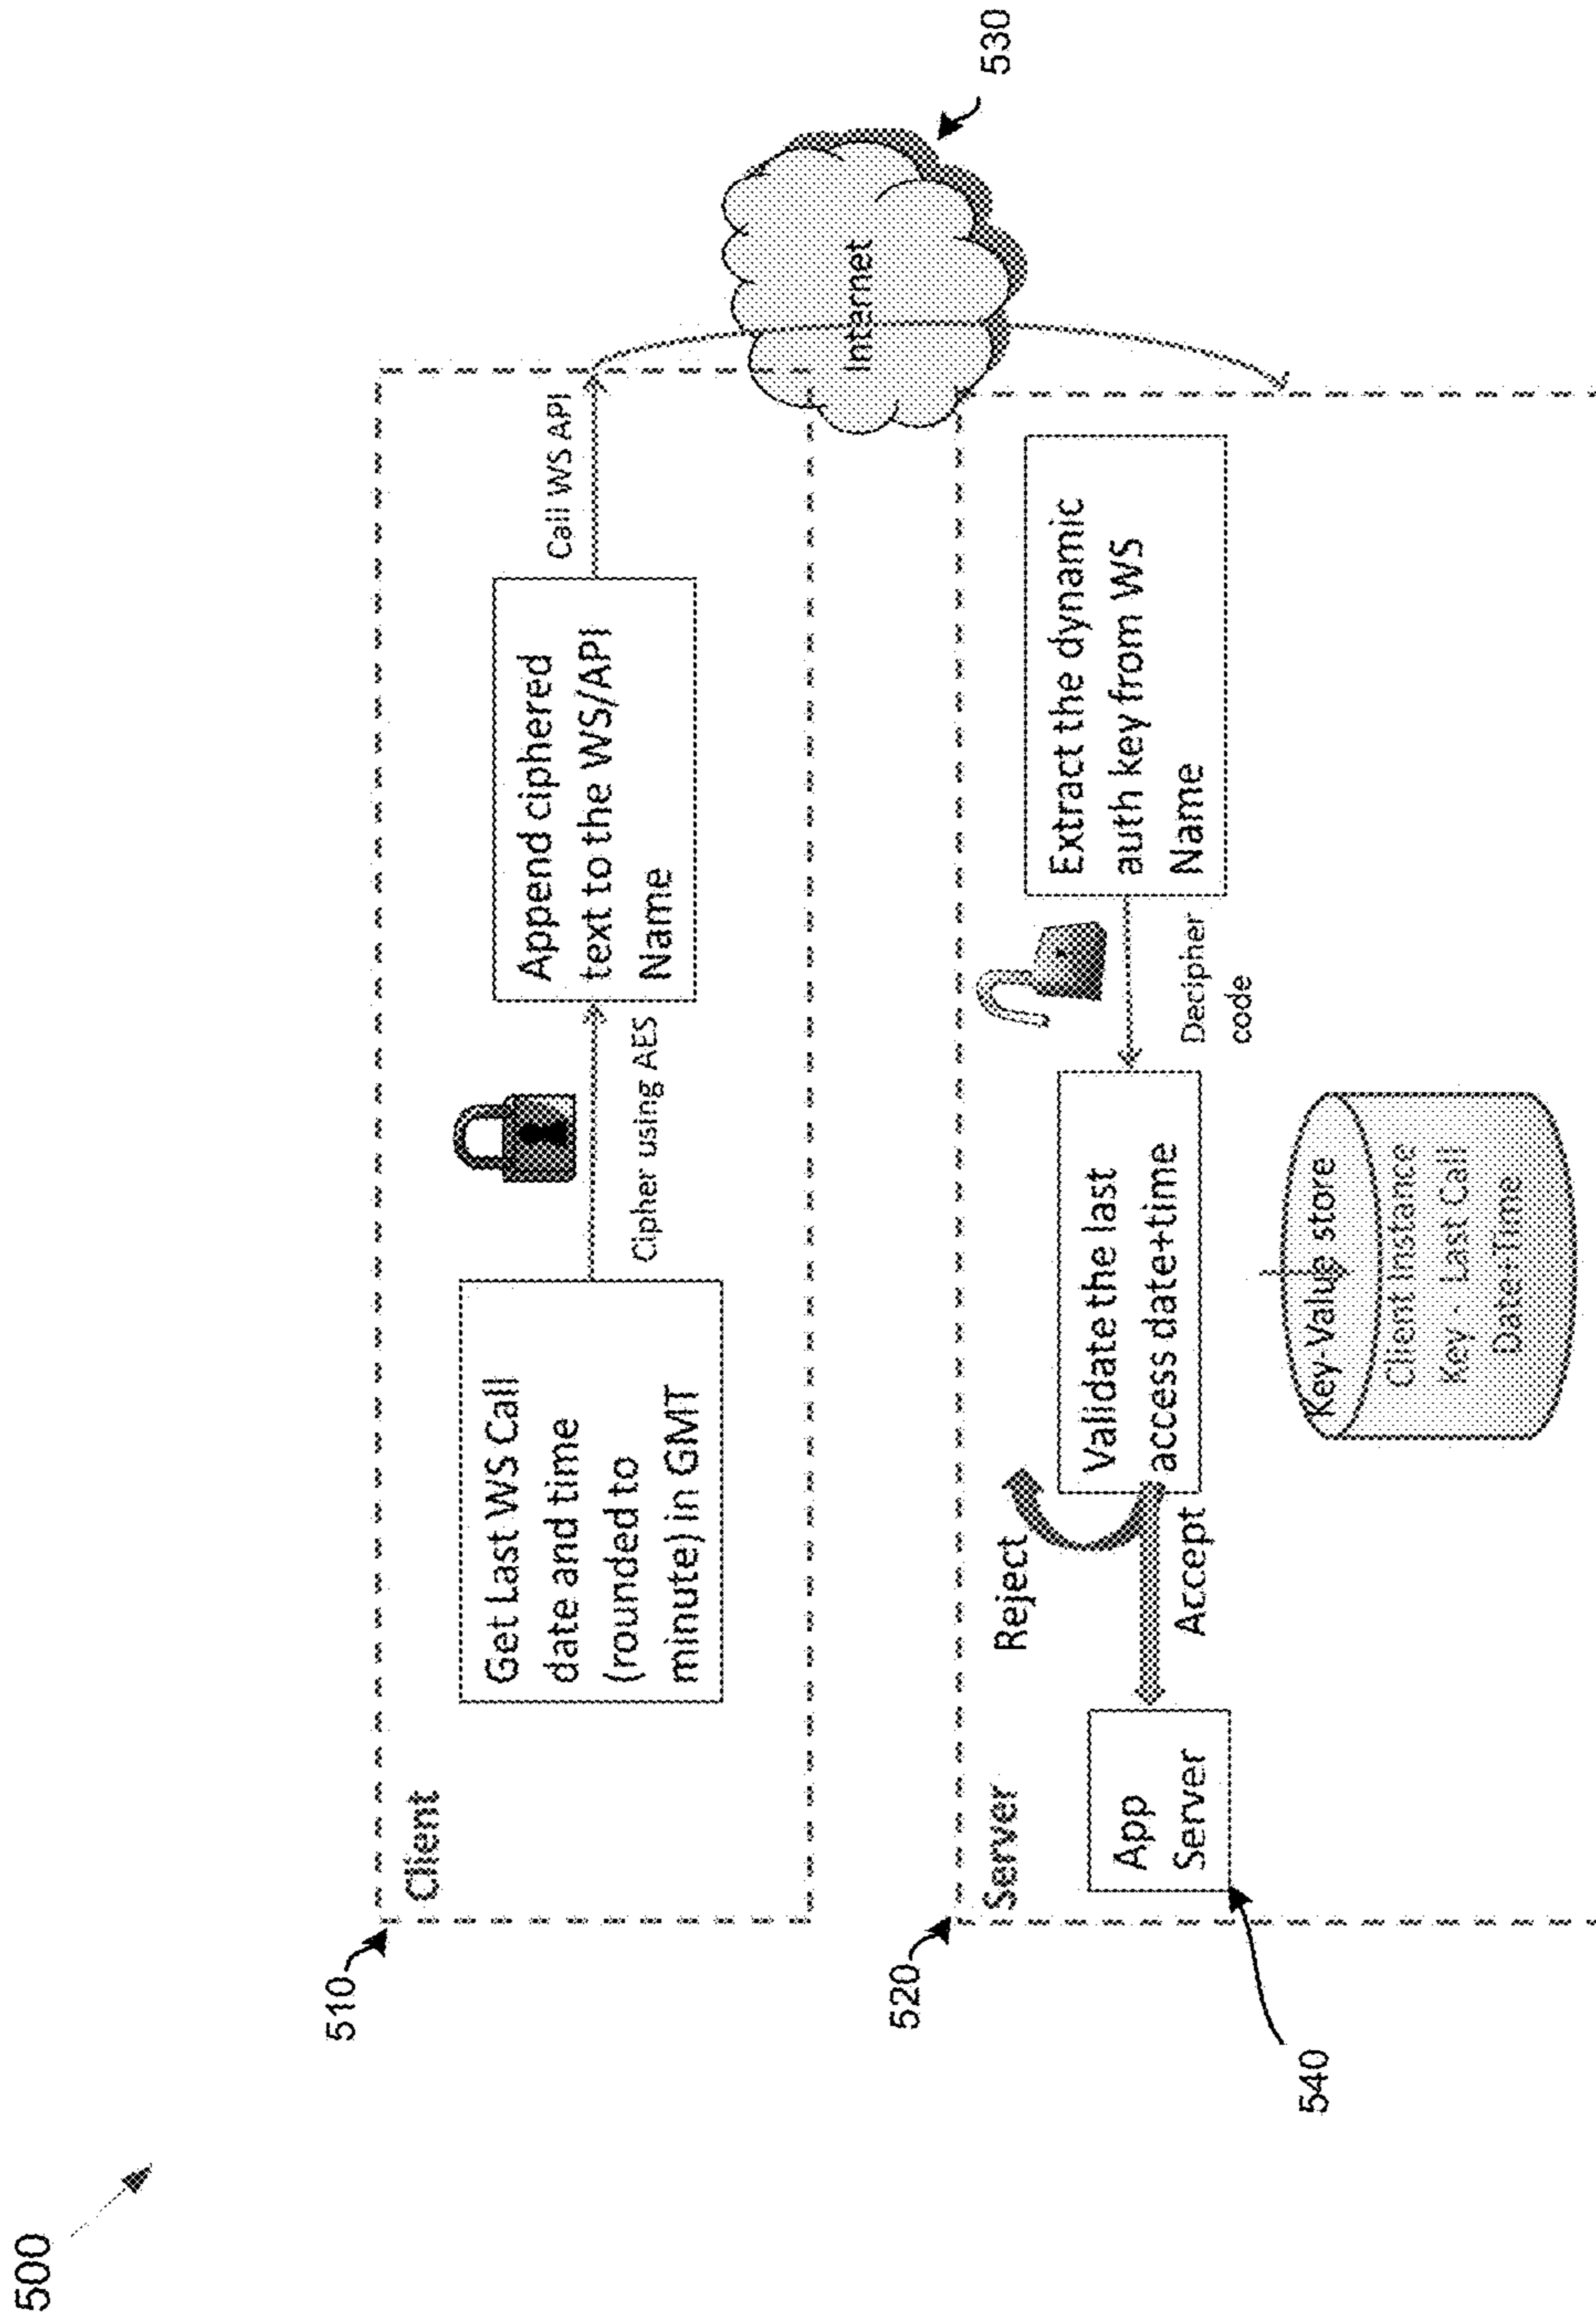 500
510
Client
Get Last WS Call
date and time
(rounded to
minute) in GMT
Cipher using AES
Append ciphered
text to the WS/API
Name
Call WS API
Internet
530
520
Server
Extract the dynamic
auth key from WS
Name
Decipher
code
Validate the last
access date+time
Reject
Accept
App
Server
540
Key-Value store
Client Instance
Key - Last Call
Date+Time